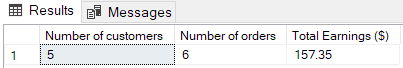 Results Messages
Number of customers Number of orders Total Earnings ($)
1 5 6 157.35